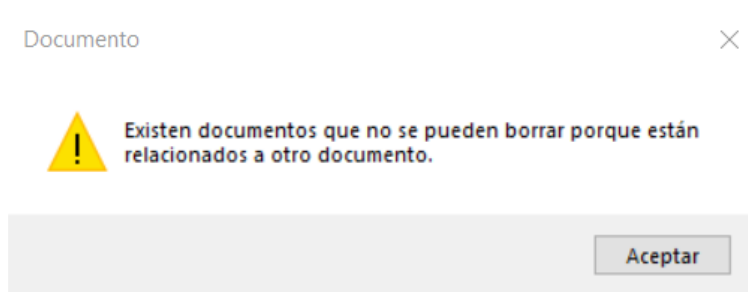 Documento
Existen documentos que no se pueden borrar porque están
relacionados a otro documento.
Aceptar